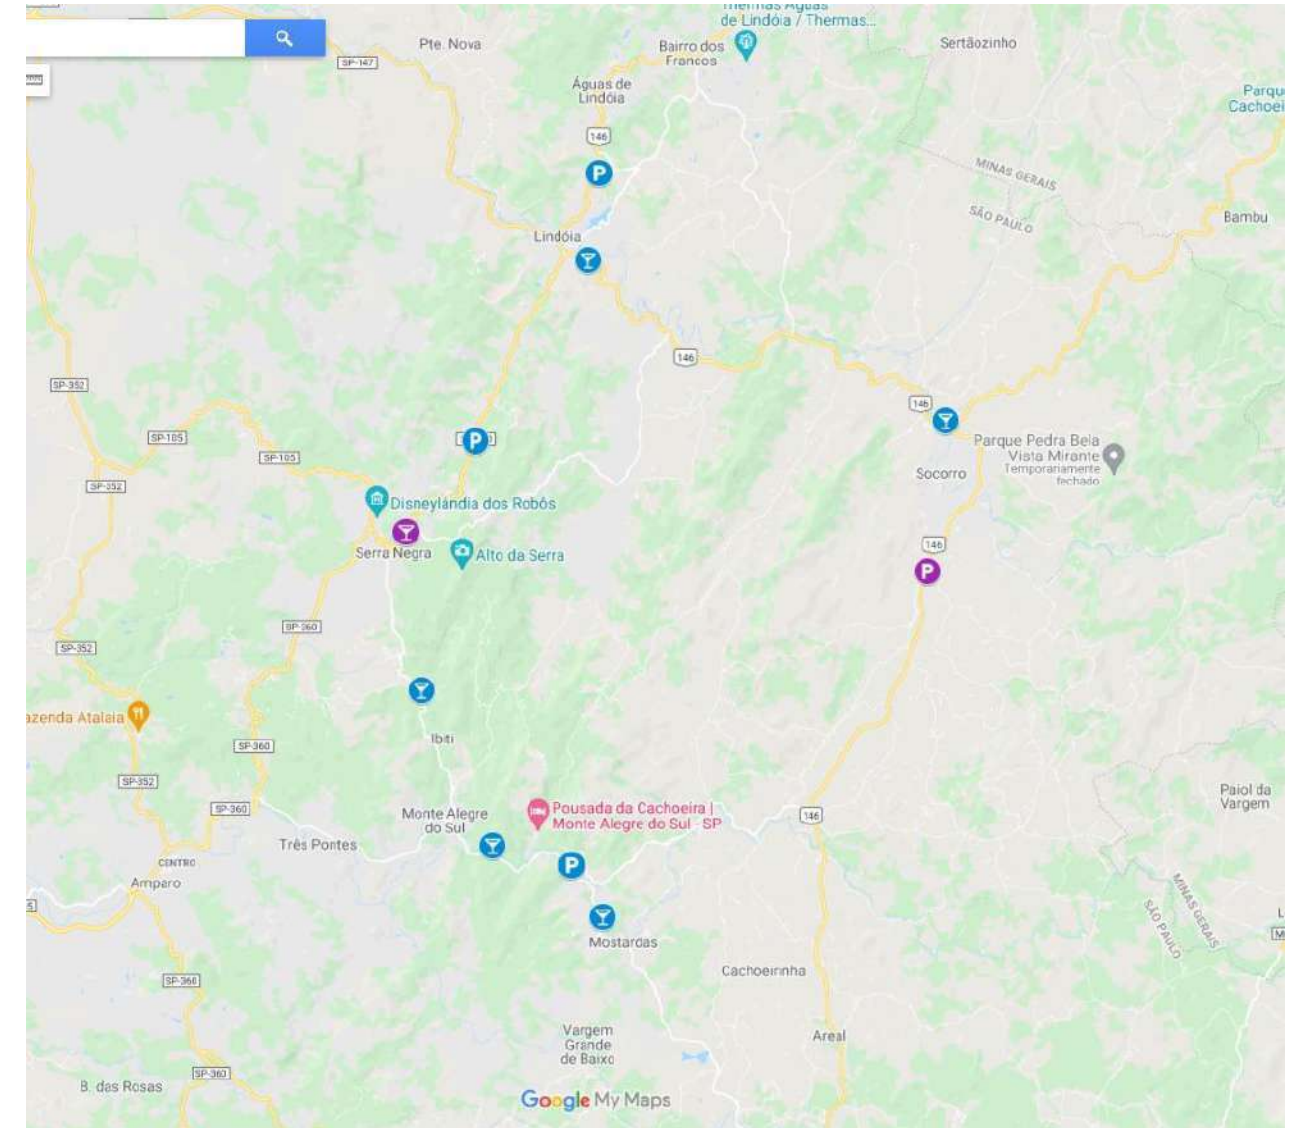 Thermas Águas
de Lindóia / Thermas...
Pte. Nova
Bairro dos
Francos
Sertãozinho
SP-147
Águas de
Lindóia
Parqu
Cachoei
146
P
MINAS GERAIS
SÃO PAULO
Bambu
Lindóia
146
SP-352
146
SP-105
P
Parque Pedra Bela
Vista Mirante
Temporariamente
fechado
SP-105
Socorro
SP-352
Disneylândia dos Robôs
Serra Negra
Alto da Serra
146
P
SP-360
SP-352
azenda Atalaia
Ibiti
SP-360
SP-352
Paiol da
Vargem
SP-360
Monte Alegre
do Sul
Pousada da Cachoeira |
Monte Alegre do Sul - SP
146
Três Pontes
CENTRO
Amparo
P
MINAS GERAIS
SÃO PAULO
5
L
M
Mostardas
Cachoeirinha
SP-360
Vargem
Grande
de Baixo
Areal
SP-360
B. das Rosas
Google My Maps